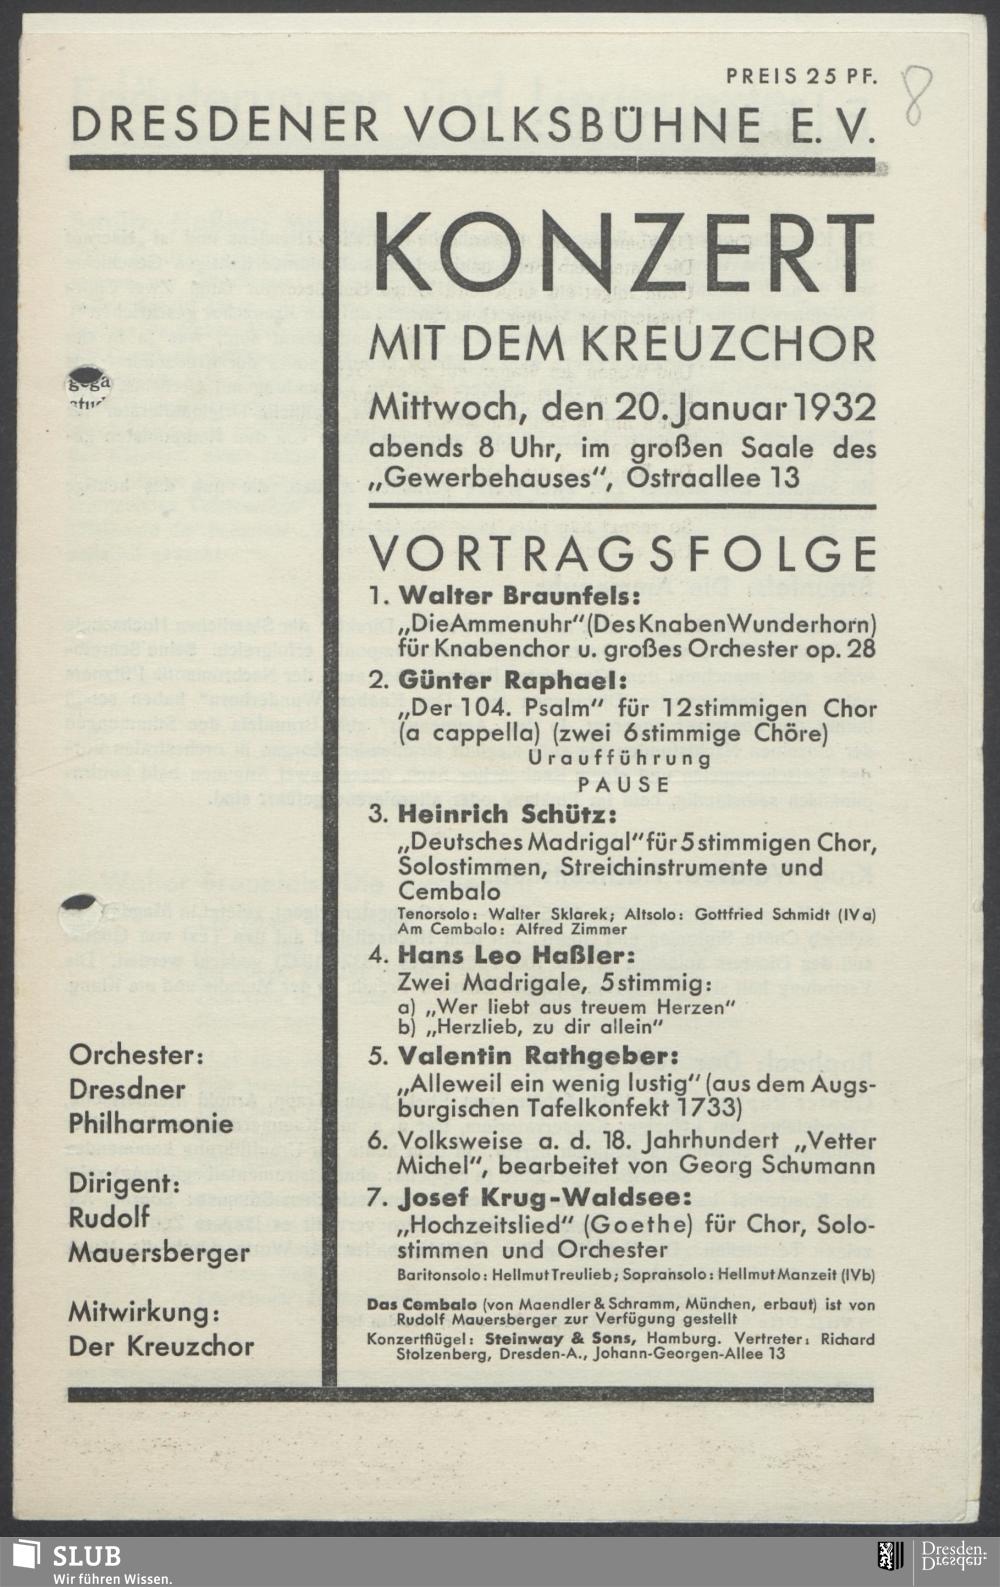 PREIS 25 PF.
8
DRESDENER VOLKSBÜHNE E. V.
KONZERT
MIT DEM KREUZCHOR
Mittwoch, den 20. Januar 1932
abends 8 Uhr, im großen Saale des
„Gewerbehauses“, Ostraallee 13
VORTRAGSFOLGE
1. Walter Braunfels:
„Die Ammenuhr“ (Des Knaben Wunderhorn)
für Knabenchor u. großes Orchester op. 28
2. Günter Raphael:
„Der 104. Psalm“ für 12stimmigen Chor
(a cappella) (zwei 6stimmige Chöre)
Uraufführung
PAUSE
3. Heinrich Schütz:
„Deutsches Madrigal“ für 5stimmigen Chor,
Solostimmen, Streichinstrumente und
Cembalo
Tenorsolo: Walter Sklarek; Altsolo: Gottfried Schmidt (IVa)
Am Cembalo: Alfred Zimmer
4. Hans Leo Haßler:
Zwei Madrigale, 5stimmig:
a) „Wer liebt aus treuem Herzen“
b) „Herzlieb, zu dir allein“
5. Valentin Rathgeber:
„Alleweil ein wenig lustig“ (aus dem Augs-
burgischen Tafelkonfekt 1733)
6. Volksweise a. d. 18. Jahrhundert „Vetter
Michel“, bearbeitet von Georg Schumann
7. Josef Krug-Waldsee:
„Hochzeitslied“ (Goethe) für Chor, Solo-
stimmen und Orchester
Baritonsolo: Hellmut Treulieb; Sopransolo: Hellmut Manzeit (IVb)
Das Cembalo (von Maendler & Schramm, München, erbaut) ist von
Rudolf Mauersberger zur Verfügung gestellt
Konzertflügel: Steinway & Sons, Hamburg. Vertreter: Richard
Stolzenberg, Dresden-A., Johann-Georgen-Allee 13
Orchester:
Dresdner
Philharmonie
Dirigent:
Rudolf
Mauersberger
Mitwirkung:
Der Kreuzchor
SLUB
Wir führen Wissen.
Dresden.
Dresden.